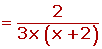 = 2 / 3x (x + 2)